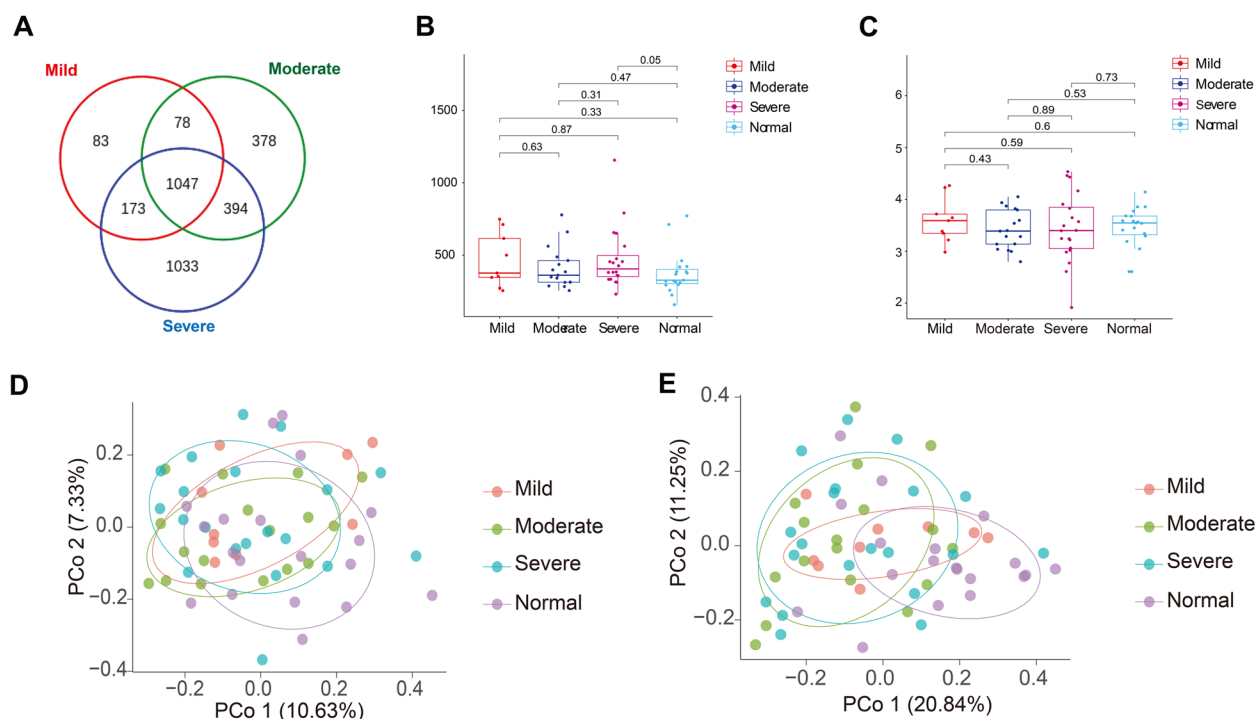 A
Mild
Moderate
83
78
378
1047
173
394
1033
Severe
B
0.05
0.47
0.31
0.33
0.87
0.63
1500
1000
500
Mild
Moderate
Severe
Normal
Mild
Moderate
Severe
Normal
C
0.73
0.53
0.89
0.6
0.59
0.43
6
5
4
3
2
Mild
Moderate
Severe
Normal
Mild
Moderate
Severe
Normal
D
PCo 2 (7.33%)
0.2
0.0
−0.2
−0.4
−0.2
0.0
0.2
0.4
PCo 1 (10.63%)
Mild
Moderate
Severe
Normal
E
PCo 2 (11.25%)
0.4
0.2
0.0
−0.2
−0.2
0.0
0.2
0.4
PCo 1 (20.84%)
Mild
Moderate
Severe
Normal